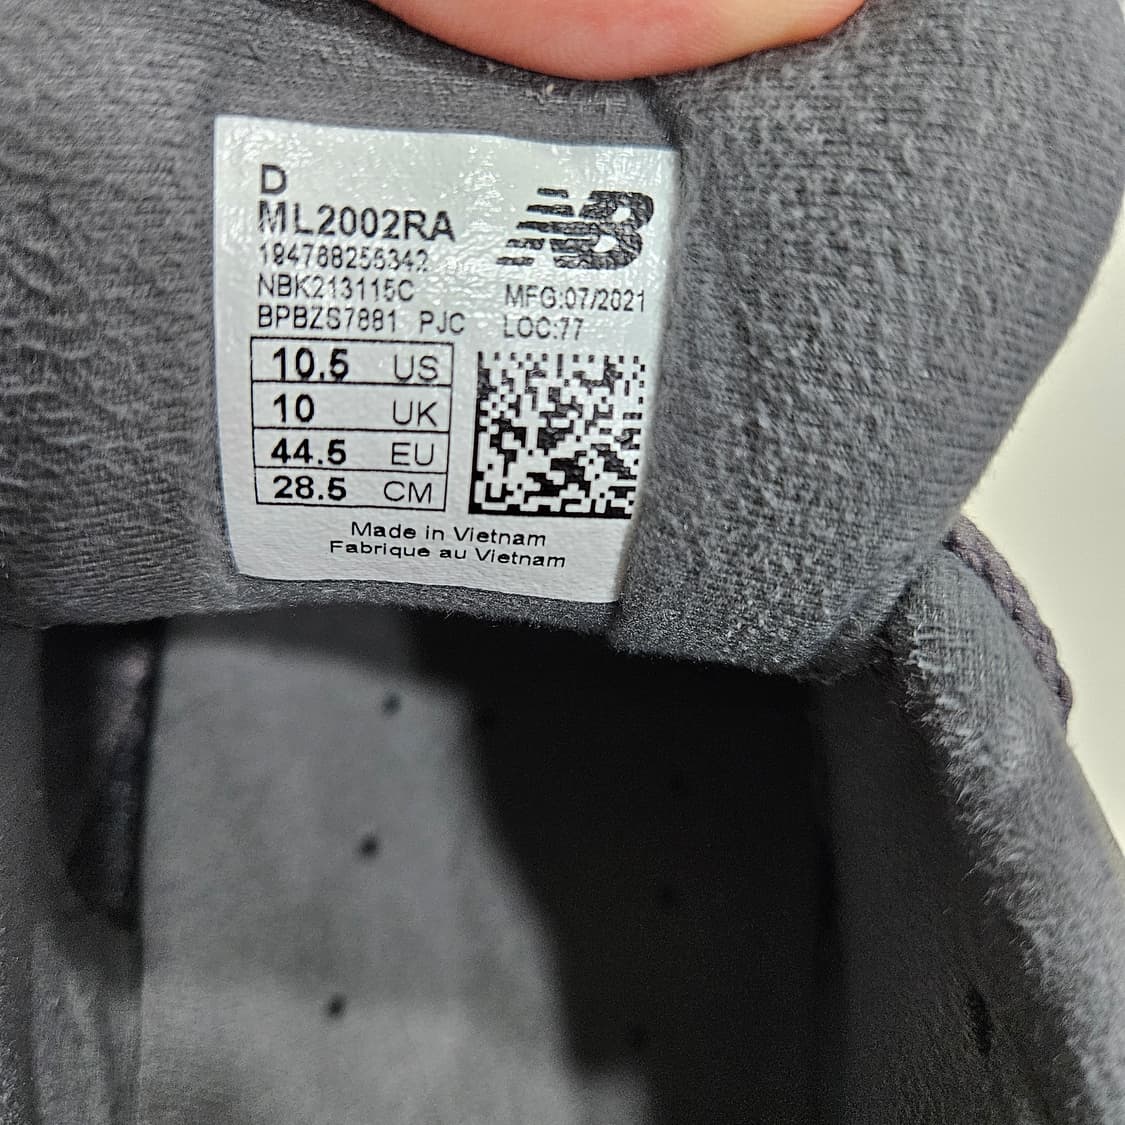 D
ML2002RA
NB
194768256342
NBK213115C
MFG:07/2021
BPBZS7881 PJC
LOC:77
10.5 US
10 UK
44.5 EU
28.5 CM
Made in Vietnam
Fabrique au Vietnam